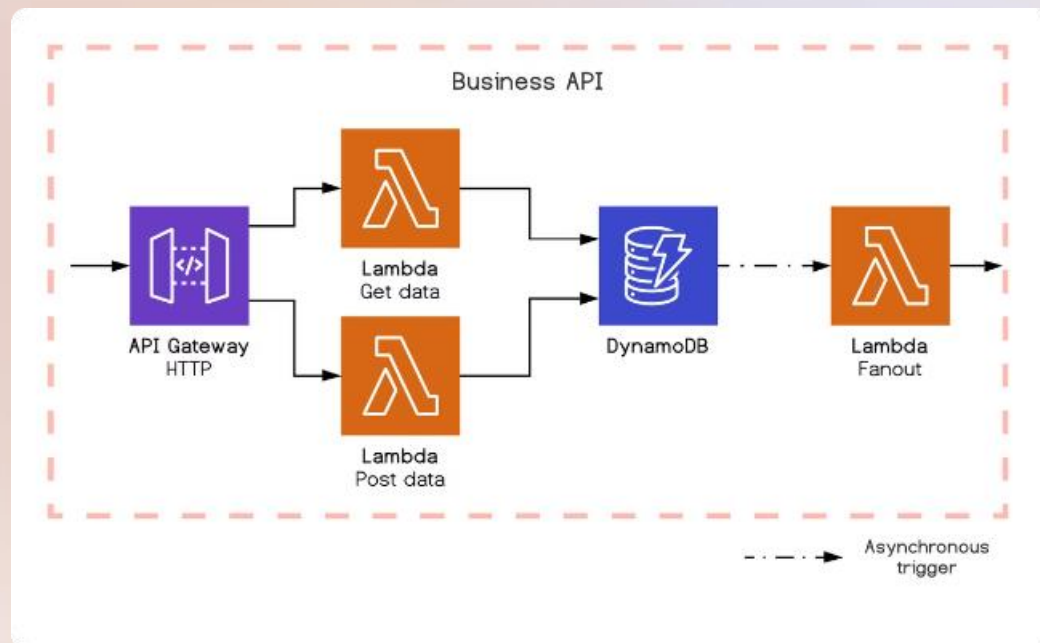 Business API
Lambda
Get data
API Gateway
HTTP
DynamoDB
Lambda
Fanout
Lambda
Post data
Asynchronous
trigger